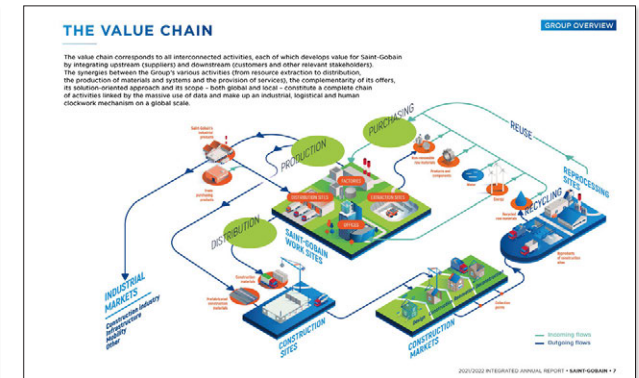 THE VALUE CHAIN
GROUP OVERVIEW
The value chain corresponds to all interconnected activities, each of which develops value for Saint-Gobain
by integrating upstream (suppliers) and downstream (customers and other relevant stakeholders).
The synergies between the Group's various activities (from resource extraction to distribution,
the production of materials and systems and the provision of services), the complementarity of its offers,
its solution-oriented approach and its scope – both global and local – constitute a complete chain
of activities linked by the massive use of data and make up an industrial, logistical and human
clockwork mechanism on a global scale.
PURCHASING
REUSE
PRODUCTION
REPROCESSING
SITES
RECYCLING
FACTORIES
DISTRIBUTION SITES
EXTRACTION SITES
OFFICES
SAINT-GOBAIN
WORK SITES
DISTRIBUTION
Water
Energy
INDUSTRIAL
MARKETS
Construction industry
Infrastructure
Mobility
Other
CONSTRUCTION
SITES
CONSTRUCTION
MARKETS
Design
Incoming flows
Outgoing flows
2021/2022 INTEGRATED ANNUAL REPORT • SAINT-GOBAIN • 7